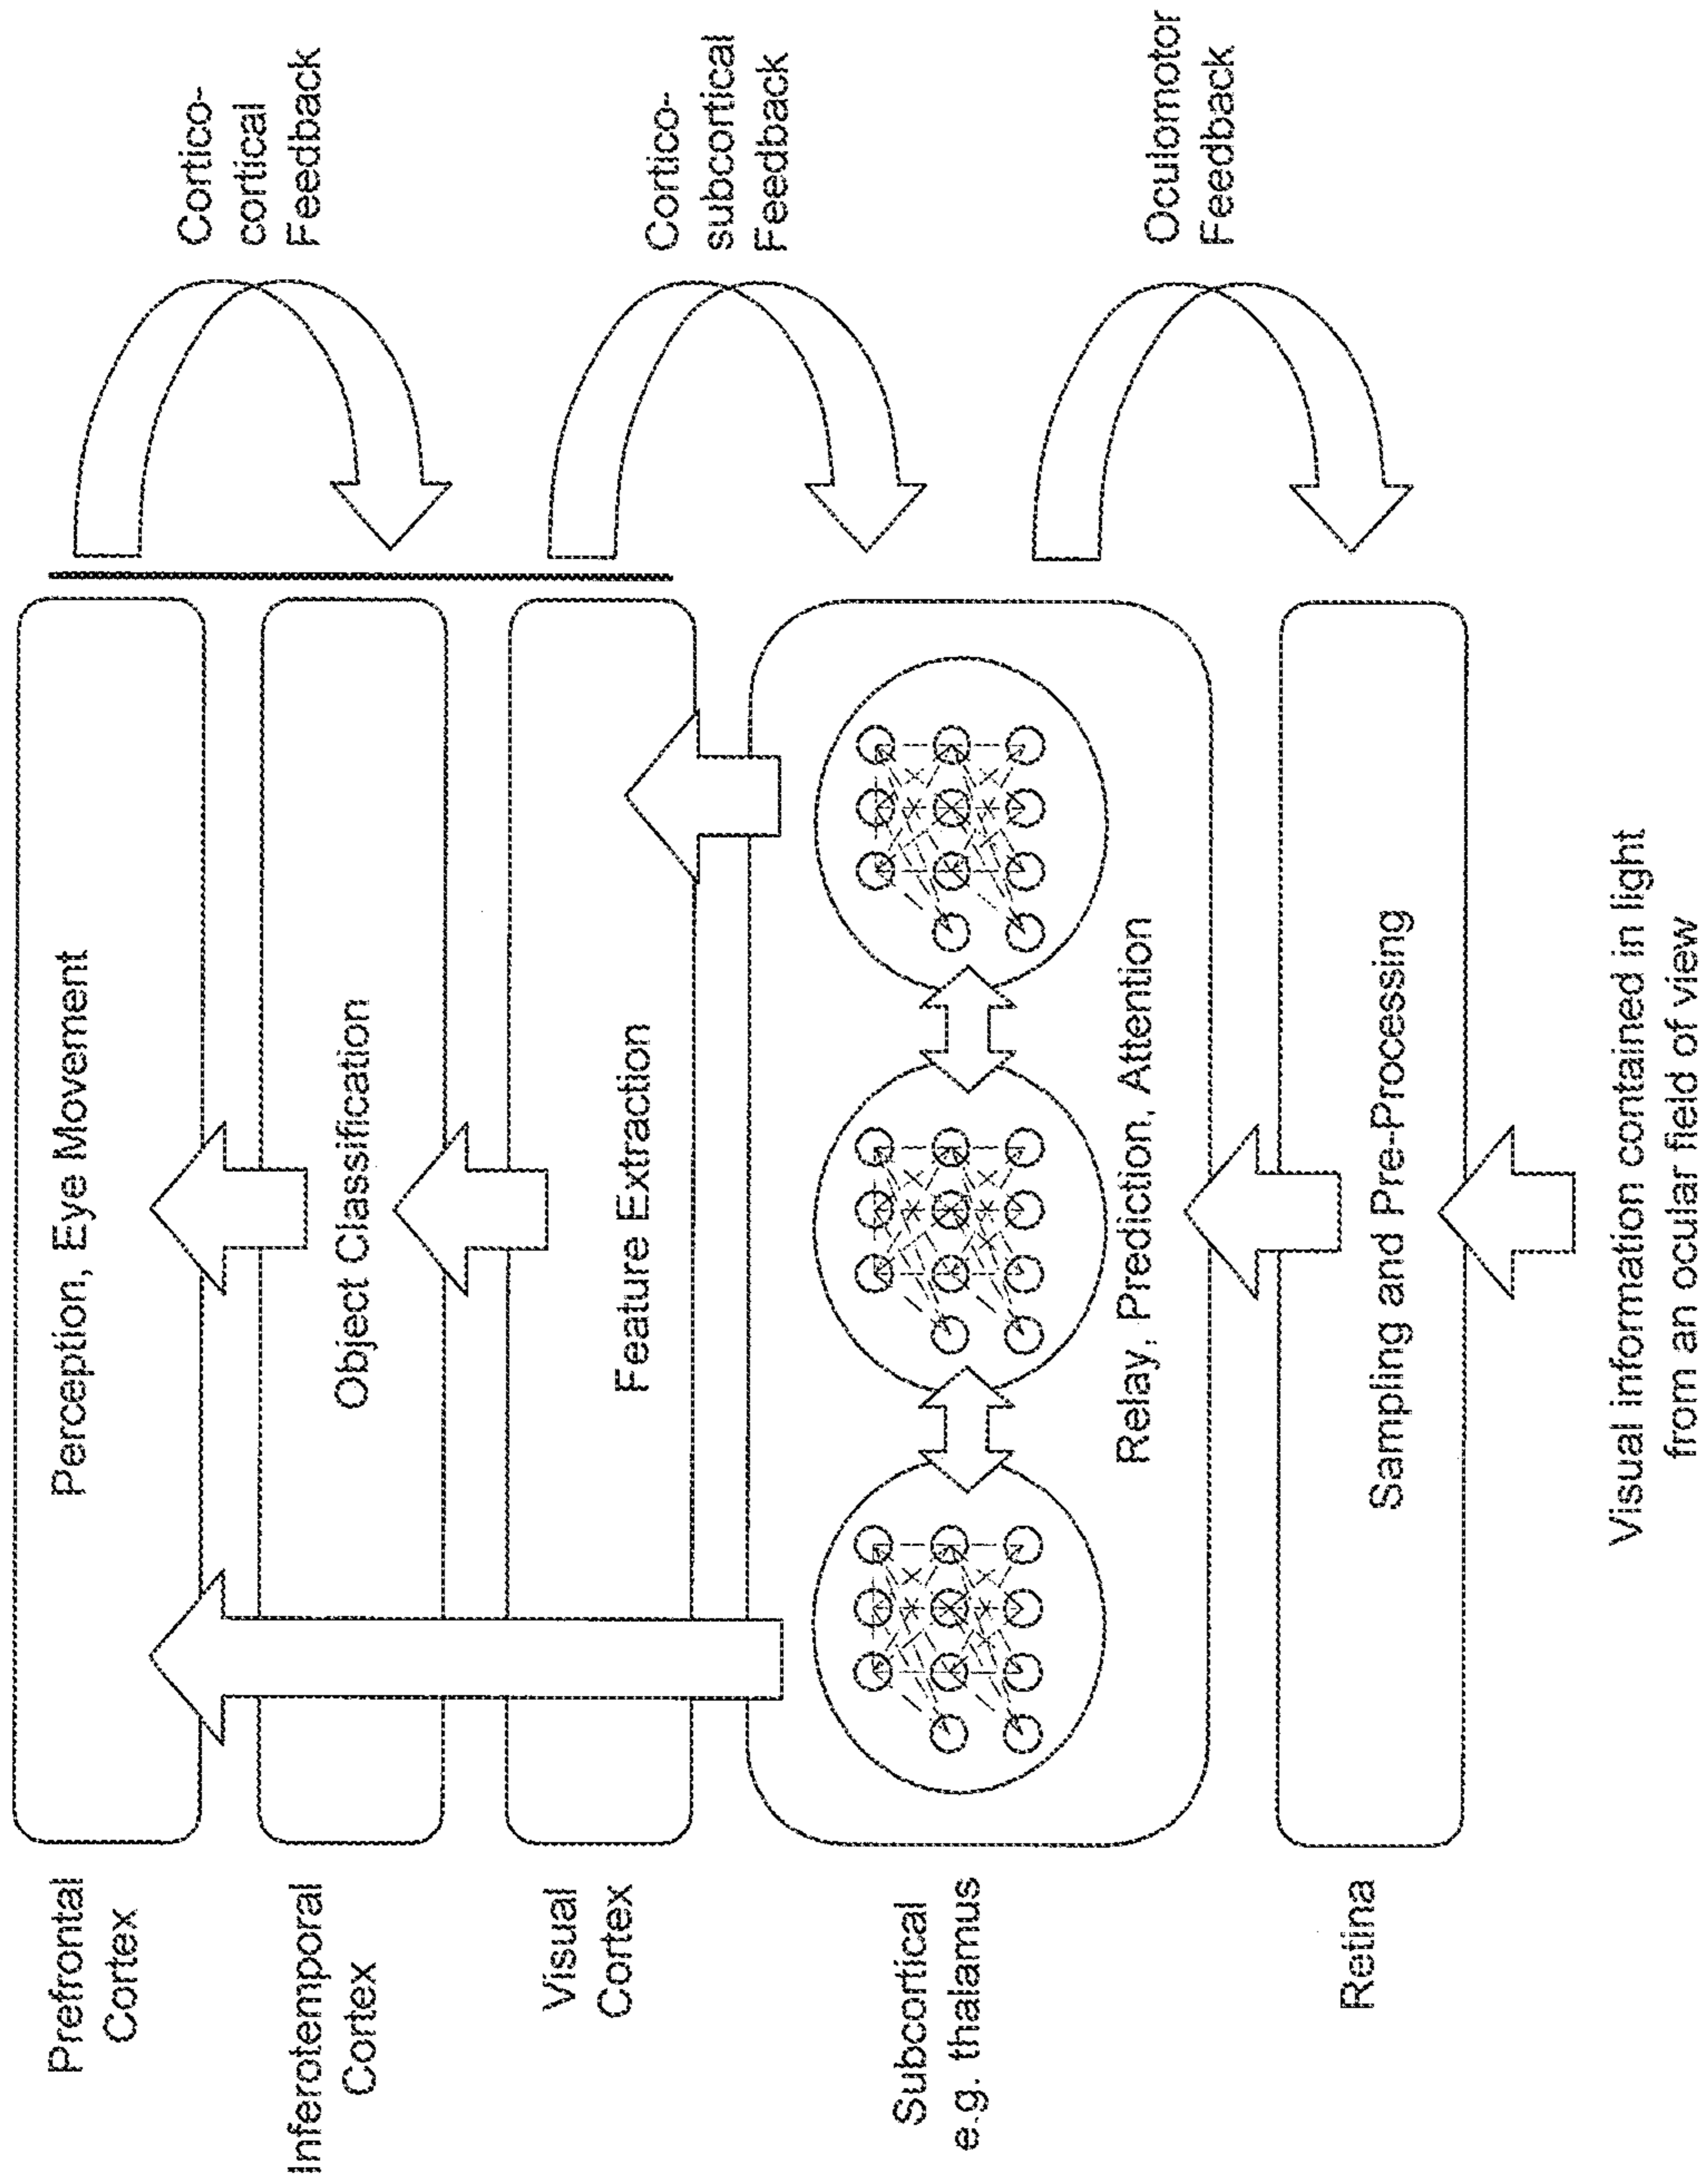 Prefrontal
Cortex
Perception, Eye Movement
Cortico-
cortical
Feedback
Inferotemporal
Cortex
Object Classification
Visual
Cortex
Feature Extraction
Cortico-
subcortical
Feedback
Subcortical
e.g. thalamus
Relay, Prediction, Attention
Oculomotor
Feedback
Retina
Sampling and Pre-Processing
Visual information contained in light
from an ocular field of view